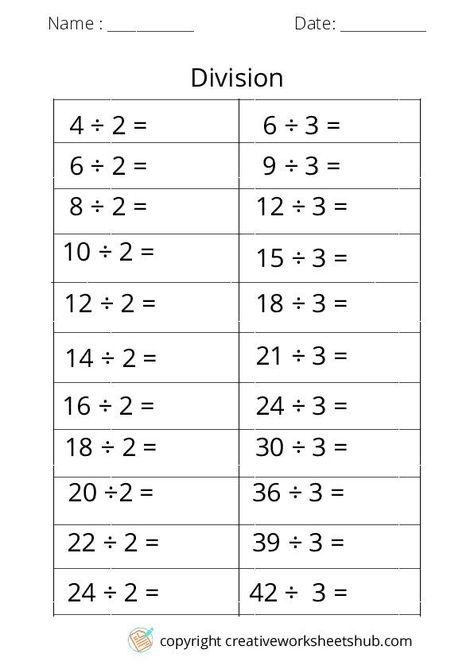 Name : ___________ Date: ___________
Division
4 ÷ 2 = 6 ÷ 3 =
6 ÷ 2 = 9 ÷ 3 =
8 ÷ 2 = 12 ÷ 3 =
10 ÷ 2 = 15 ÷ 3 =
12 ÷ 2 = 18 ÷ 3 =
14 ÷ 2 = 21 ÷ 3 =
16 ÷ 2 = 24 ÷ 3 =
18 ÷ 2 = 30 ÷ 3 =
20 ÷2 = 36 ÷ 3 =
22 ÷ 2 = 39 ÷ 3 =
24 ÷ 2 = 42 ÷  3 =
copyright creativeworksheetshub.com